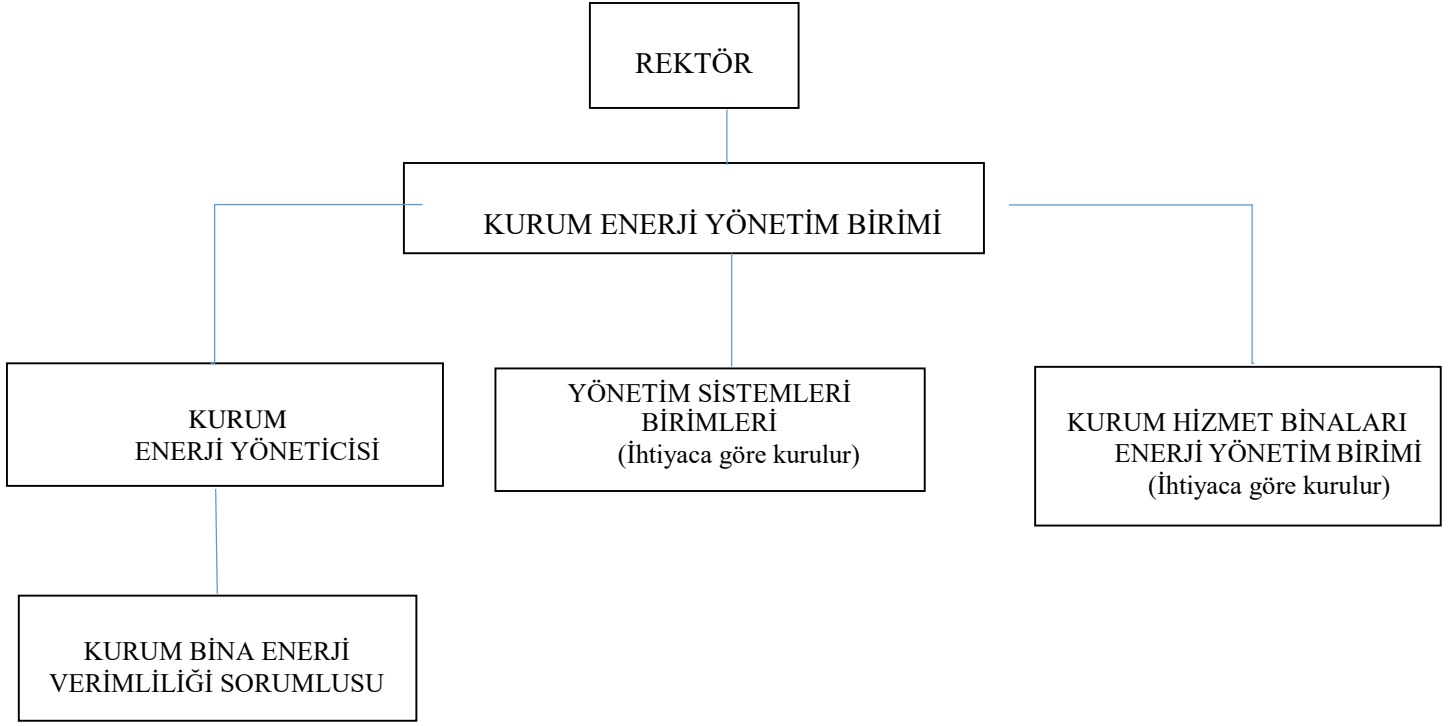 REKTÖR
KURUM ENERJİ YÖNETİM BİRİMİ
KURUM
ENERJİ YÖNETİCİSİ
YÖNETİM SİSTEMLERİ
BİRİMLERİ
(İhtiyaca göre kurulur)
KURUM HİZMET BİNALARI
ENERJİ YÖNETİM BİRİMİ
(İhtiyaca göre kurulur)
KURUM BİNA ENERJİ
VERİMLİLİĞİ SORUMLUSU